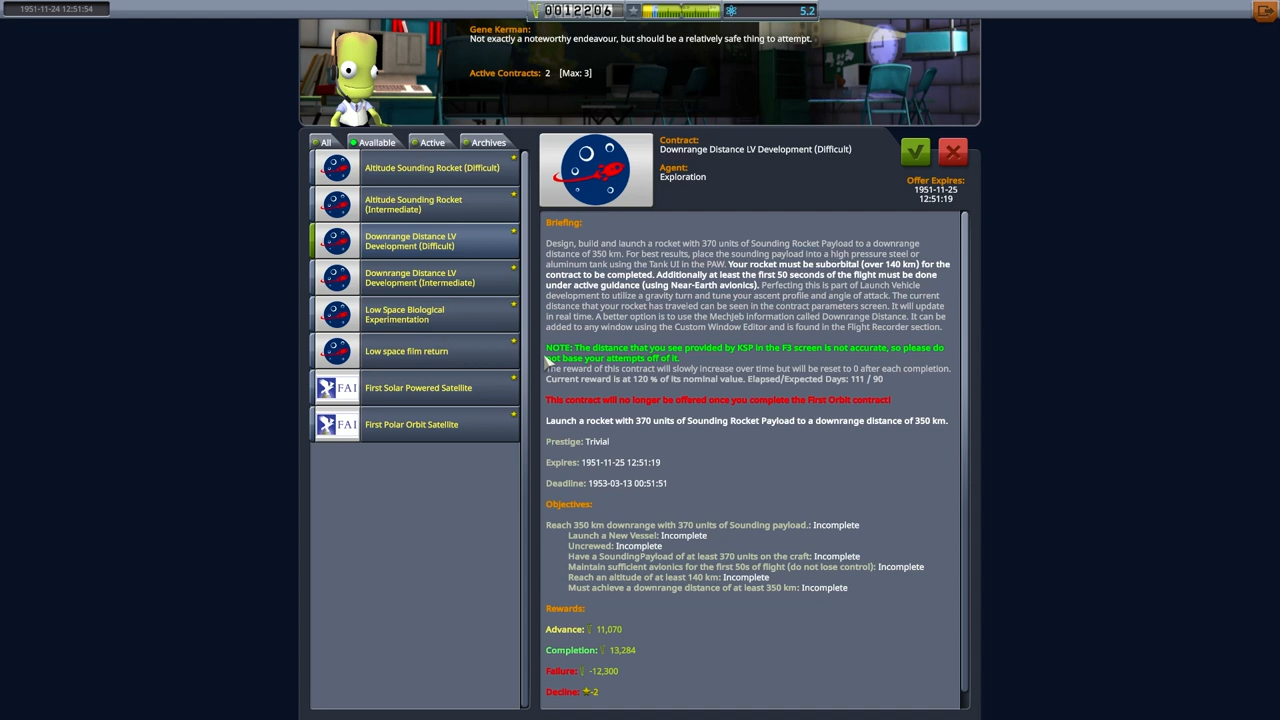 1951-11-24 12:51:54
0012206
5.2
Gene Kerman:
Not exactly a noteworthy endeavour, but should be a relatively safe thing to attempt.
Active Contracts: 2 [Max: 3]
All
Available
Active
Archives
Altitude Sounding Rocket (Difficult)
Altitude Sounding Rocket
(Intermediate)
Downrange Distance LV
Development (Difficult)
Downrange Distance LV
Development (Intermediate)
Low Space Biological
Experimentation
Low space film return
FAI
First Solar Powered Satellite
FAI
First Polar Orbit Satellite
Contract:
Downrange Distance LV Development (Difficult)
Agent:
Exploration
Offer Expires:
1951-11-25
12:51:19
Briefing:
Design, build and launch a rocket with 370 units of Sounding Rocket Payload to a downrange
distance of 350 km. For best results, place the sounding payload into a high pressure steel or
aluminum tank using the Tank UI in the PAW. Your rocket must be suborbital (over 140 km) for the
contract to be completed. Additionally at least the first 50 seconds of the flight must be done
under active guidance (using Near-Earth avionics). Perfecting this is part of Launch Vehicle
development to utilize a gravity turn and tune your ascent profile and angle of attack. The current
distance that your rocket has traveled can be seen in the contract parameters screen. It will update
in real time. A better option is to use the MechJeb information called Downrange Distance. It can be
added to any window using the Custom Window Editor and is found in the Flight Recorder section.
NOTE: The distance that you see provided by KSP in the F3 screen is not accurate, so please do
not base your attempts off of it.
The reward of this contract will slowly increase over time but will be reset to 0 after each completion.
Current reward is at 120 % of its nominal value. Elapsed/Expected Days: 111 / 90
This contract will no longer be offered once you complete the First Orbit contract!
Launch a rocket with 370 units of Sounding Rocket Payload to a downrange distance of 350 km.
Prestige: Trivial
Expires: 1951-11-25 12:51:19
Deadline: 1953-03-13 00:51:51
Objectives:
Reach 350 km downrange with 370 units of Sounding payload.: Incomplete
Launch a New Vessel: Incomplete
Uncrewed: Incomplete
Have a SoundingPayload of at least 370 units on the craft: Incomplete
Maintain sufficient avionics for the first 50s of flight (do not lose control): Incomplete
Reach an altitude of at least 140 km: Incomplete
Must achieve a downrange distance of at least 350 km: Incomplete
Rewards:
Advance: 11,070
Completion: 13,284
Failure: -12,300
Decline: -2